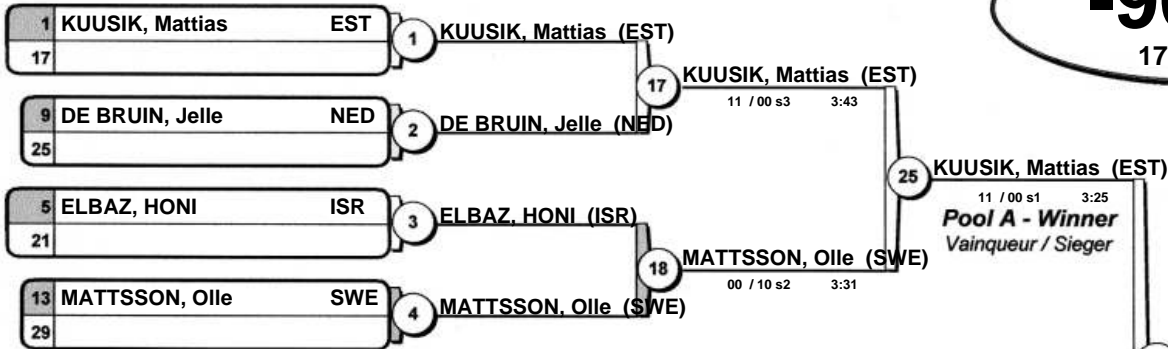 1 KUUSIK, Mattias EST
17
1
KUUSIK, Mattias (EST)
9 DE BRUIN, Jelle NED
25
2
DE BRUIN, Jelle (NED)
17
KUUSIK, Mattias (EST)
11 / 00 s3 3:43
5 ELBAZ, HONI ISR
21
3
ELBAZ, HONI (ISR)
13 MATTSSON, Olle SWE
29
4
MATTSSON, Olle (SWE)
18
MATTSSON, Olle (SWE)
00 / 10 s2 3:31
25
KUUSIK, Mattias (EST)
11 / 00 s1 3:25
Pool A - Winner
Vainqueur / Sieger
17